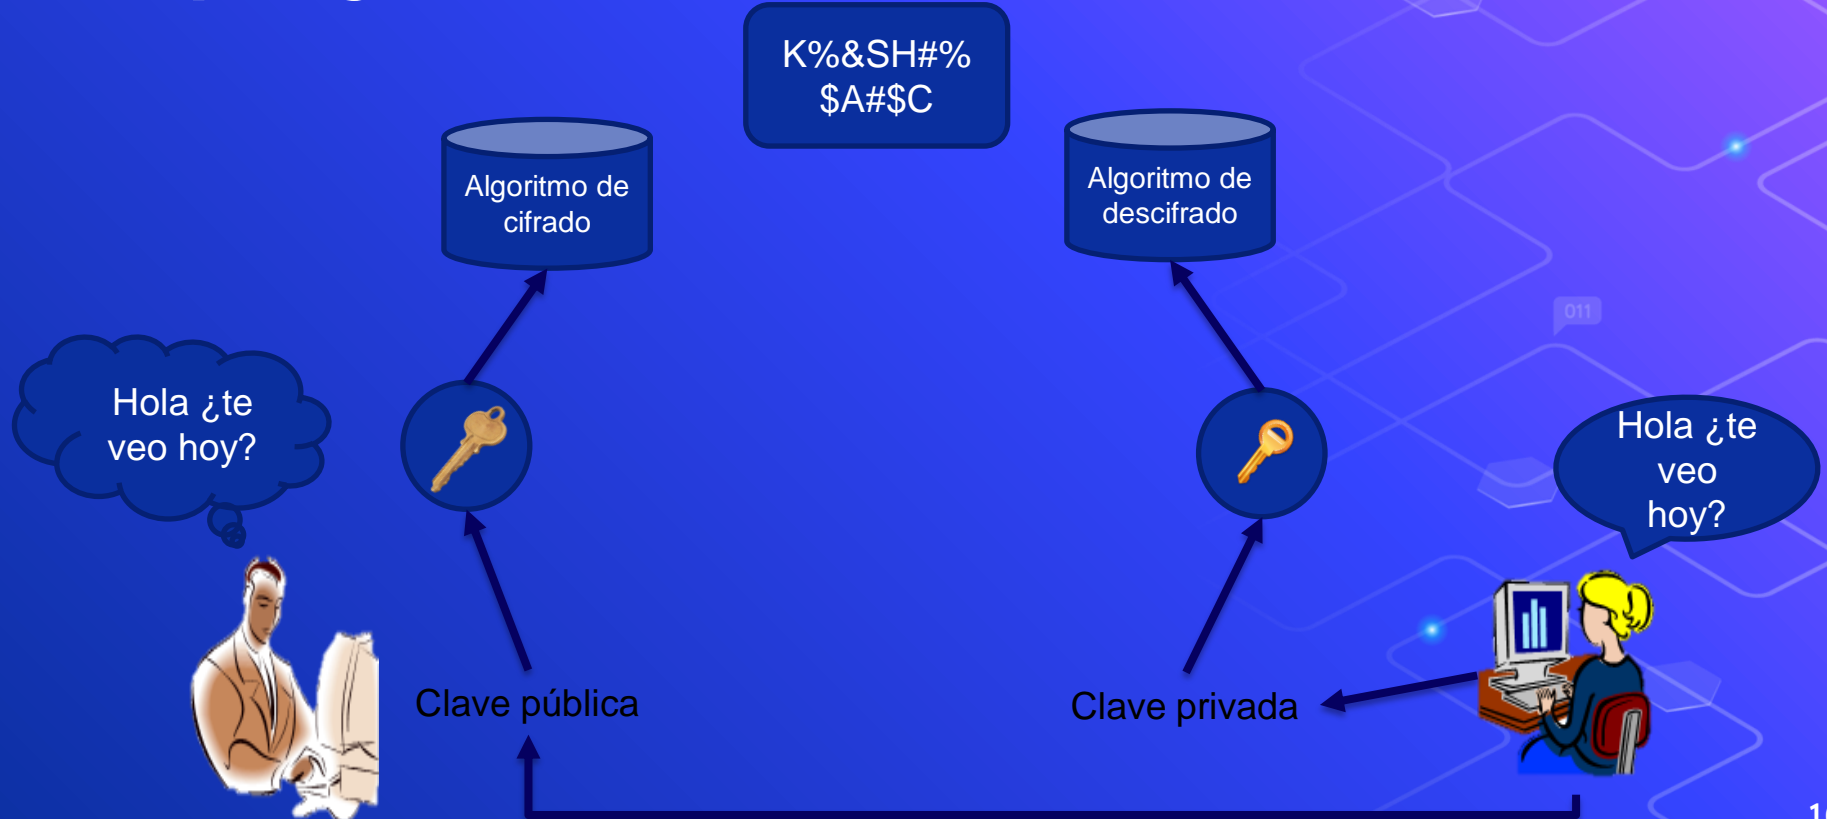 K%&SH#%
$A#$C
Algoritmo de
cifrado
Algoritmo de
descifrado
011
Hola ¿te
veo hoy?
Hola ¿te
veo
hoy?
Clave pública
Clave privada